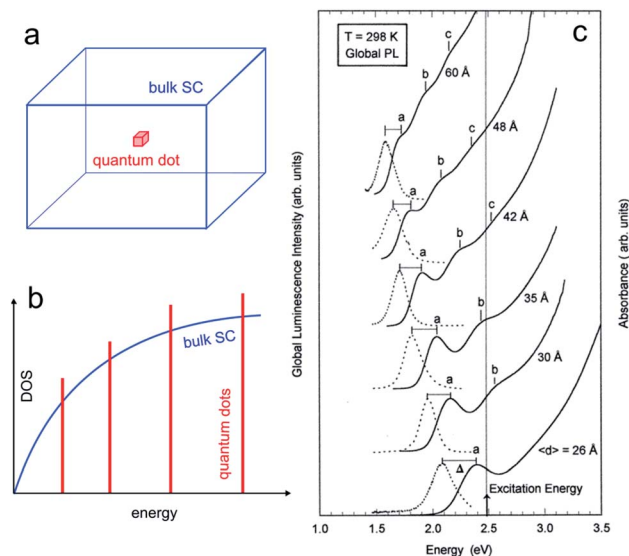 a
bulk SC
quantum dot
b
DOS
bulk SC
quantum dots
energy
c
T = 298 K
Global PL
Global Luminescence Intensity (arb. units)
Absorbance (arb. units)
c
b
60 Å
a
c
48 Å
b
a
c
42 Å
b
a
b
35 Å
a
b
30 Å
a
a
<d> = 26 Å
Δ
Excitation Energy
1.0 1.5 2.0 2.5 3.0 3.5
Energy (eV)